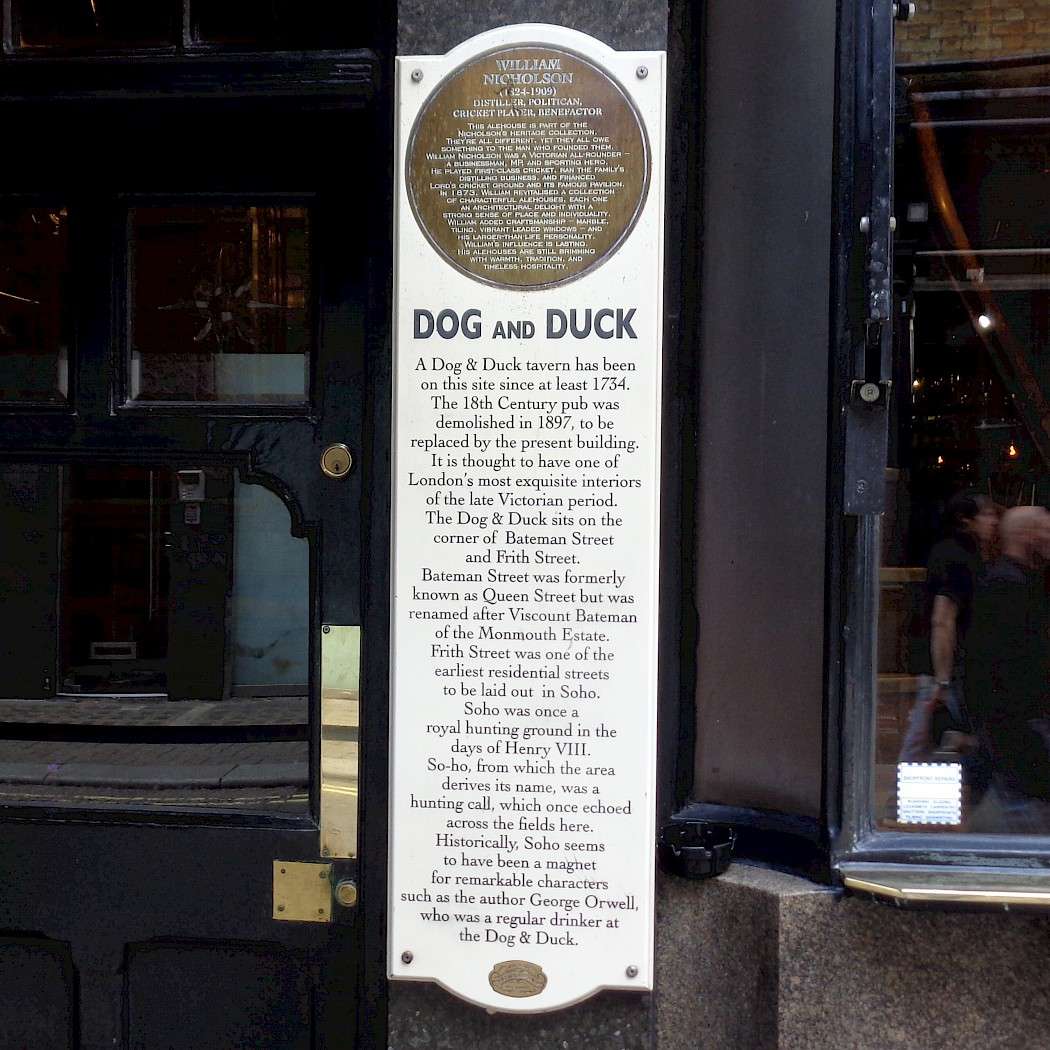 WILLIAM
NICHOLSON
(1824-1909)
DISTILLER, POLITICAN,
CRICKET PLAYER, BENEFACTOR
THIS ALEHOUSE IS PART OF THE
NICHOLSON'S HERITAGE COLLECTION.
THEY'RE ALL DIFFERENT, YET THEY ALL OWE
SOMETHING TO THE MAN WHO FOUNDED THEM.
WILLIAM NICHOLSON WAS A VICTORIAN ALL-ROUNDER –
A BUSINESSMAN, MP, AND SPORTING HERO.
HE PLAYED FIRST-CLASS CRICKET, RAN THE FAMILY'S
DISTILLING BUSINESS, AND FINANCED
LORD'S CRICKET GROUND AND ITS FAMOUS PAVILION.
IN 1873, WILLIAM REVITALISED A COLLECTION
OF CHARACTERFUL ALEHOUSES, EACH ONE
AN ARCHITECTURAL DELIGHT WITH A
STRONG SENSE OF PLACE AND INDIVIDUALITY.
WILLIAM ADDED CRAFTSMANSHIP – MARBLE,
TILING, VIBRANT LEADED WINDOWS – AND
HIS LARGER-THAN-LIFE PERSONALITY.
WILLIAM'S INFLUENCE IS LASTING.
HIS ALEHOUSES ARE STILL BRIMMING
WITH WARMTH, TRADITION, AND
TIMELESS HOSPITALITY.
DOG AND DUCK
A Dog & Duck tavern has been
on this site since at least 1734.
The 18th Century pub was
demolished in 1897, to be
replaced by the present building.
It is thought to have one of
London's most exquisite interiors
of the late Victorian period.
The Dog & Duck sits on the
corner of Bateman Street
and Frith Street.
Bateman Street was formerly
known as Queen Street but was
renamed after Viscount Bateman
of the Monmouth Estate.
Frith Street was one of the
earliest residential streets
to be laid out in Soho.
Soho was once a
royal hunting ground in the
days of Henry VIII.
So-ho, from which the area
derives its name, was a
hunting call, which once echoed
across the fields here.
Historically, Soho seems
to have been a magnet
for remarkable characters
such as the author George Orwell,
who was a regular drinker at
the Dog & Duck.